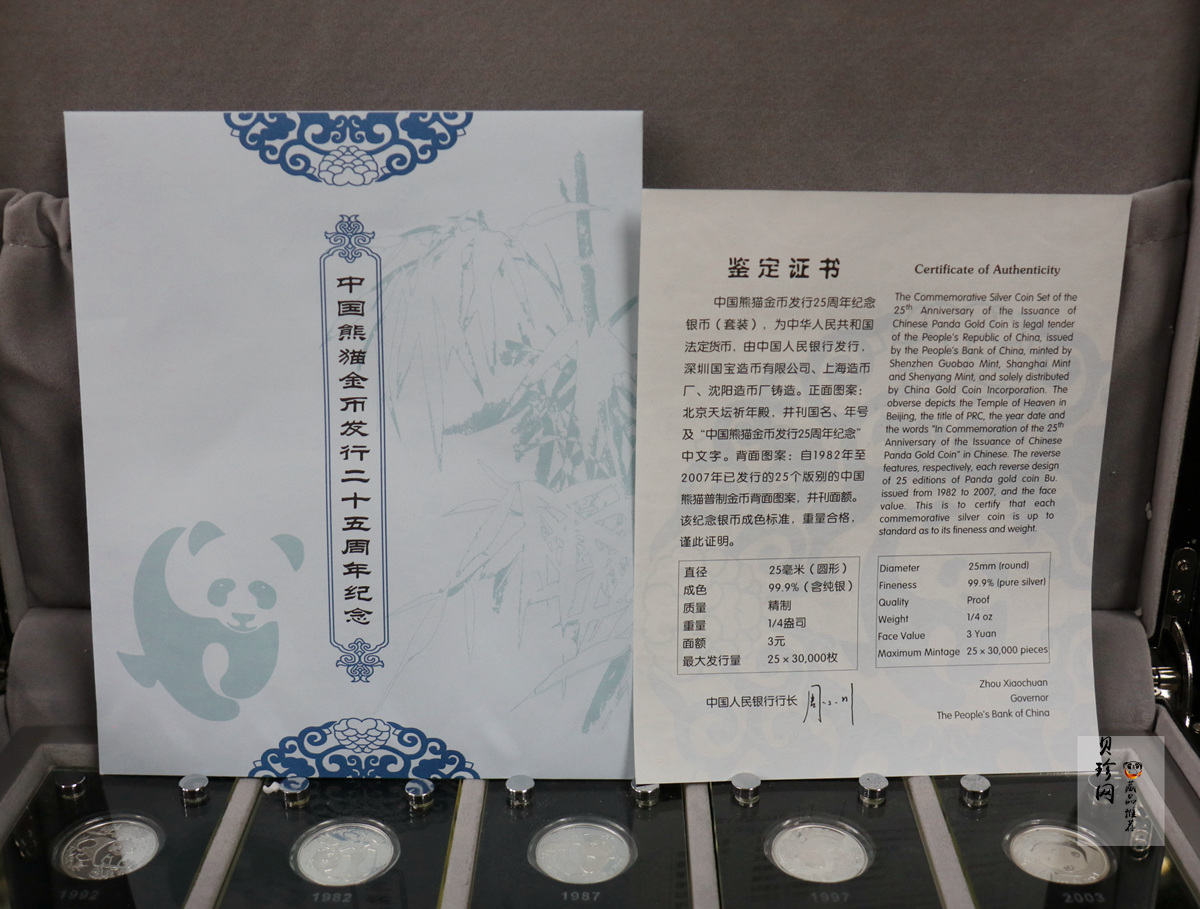 中国熊猫金币发行二十五周年纪念
鉴定证书
中国熊猫金币发行25周年纪念
银币（套装），为中华人民共和国
法定货币，由中国人民银行发行，
深圳国宝造币有限公司、上海造币
厂、沈阳造币厂铸造。正面图案：
北京天坛祈年殿，并刊国名、年号
及“中国熊猫金币发行25周年纪念”
中文字。背面图案：自1982年至
2007年已发行的25个版别的中国
熊猫普制金币背面图案，并刊面额。
该纪念银币成色标准，重量合格，
谨此证明。
直径 25毫米（圆形）
成色 99.9%（含纯银）
质量 精制
重量 1/4盎司
面额 3元
最大发行量 25 x 30,000枚
中国人民银行行长
Certificate of Authenticity
The Commemorative Silver Coin Set of the
25th Anniversary of the Issuance of
Chinese Panda Gold Coin is legal tender
of the People's Republic of China, issued
by the People's Bank of China, minted by
Shenzhen Guobao Mint, Shanghai Mint
and Shenyang Mint, and solely distributed
by China Gold Coin Incorporation. The
obverse depicts the Temple of Heaven in
Beijing, the title of PRC, the year date and
the words "In Commemoration of the 25th
Anniversary of the Issuance of Chinese
Panda Gold Coin" in Chinese. The reverse
features, respectively, each reverse design
of 25 editions of Panda gold coin Bu.
issued from 1982 to 2007, and the face
value. This is to certify that each
commemorative silver coin is up to
standard as to its fineness and weight.
Diameter 25mm (round)
Fineness 99.9% (pure silver)
Quality Proof
Weight 1/4 oz
Face Value 3 Yuan
Maximum Mintage 25 x 30,000 pieces
Zhou Xiaochuan
Governor
The People's Bank of China
贝珍网
藏品推荐
1992
1982
1987
1997
2003